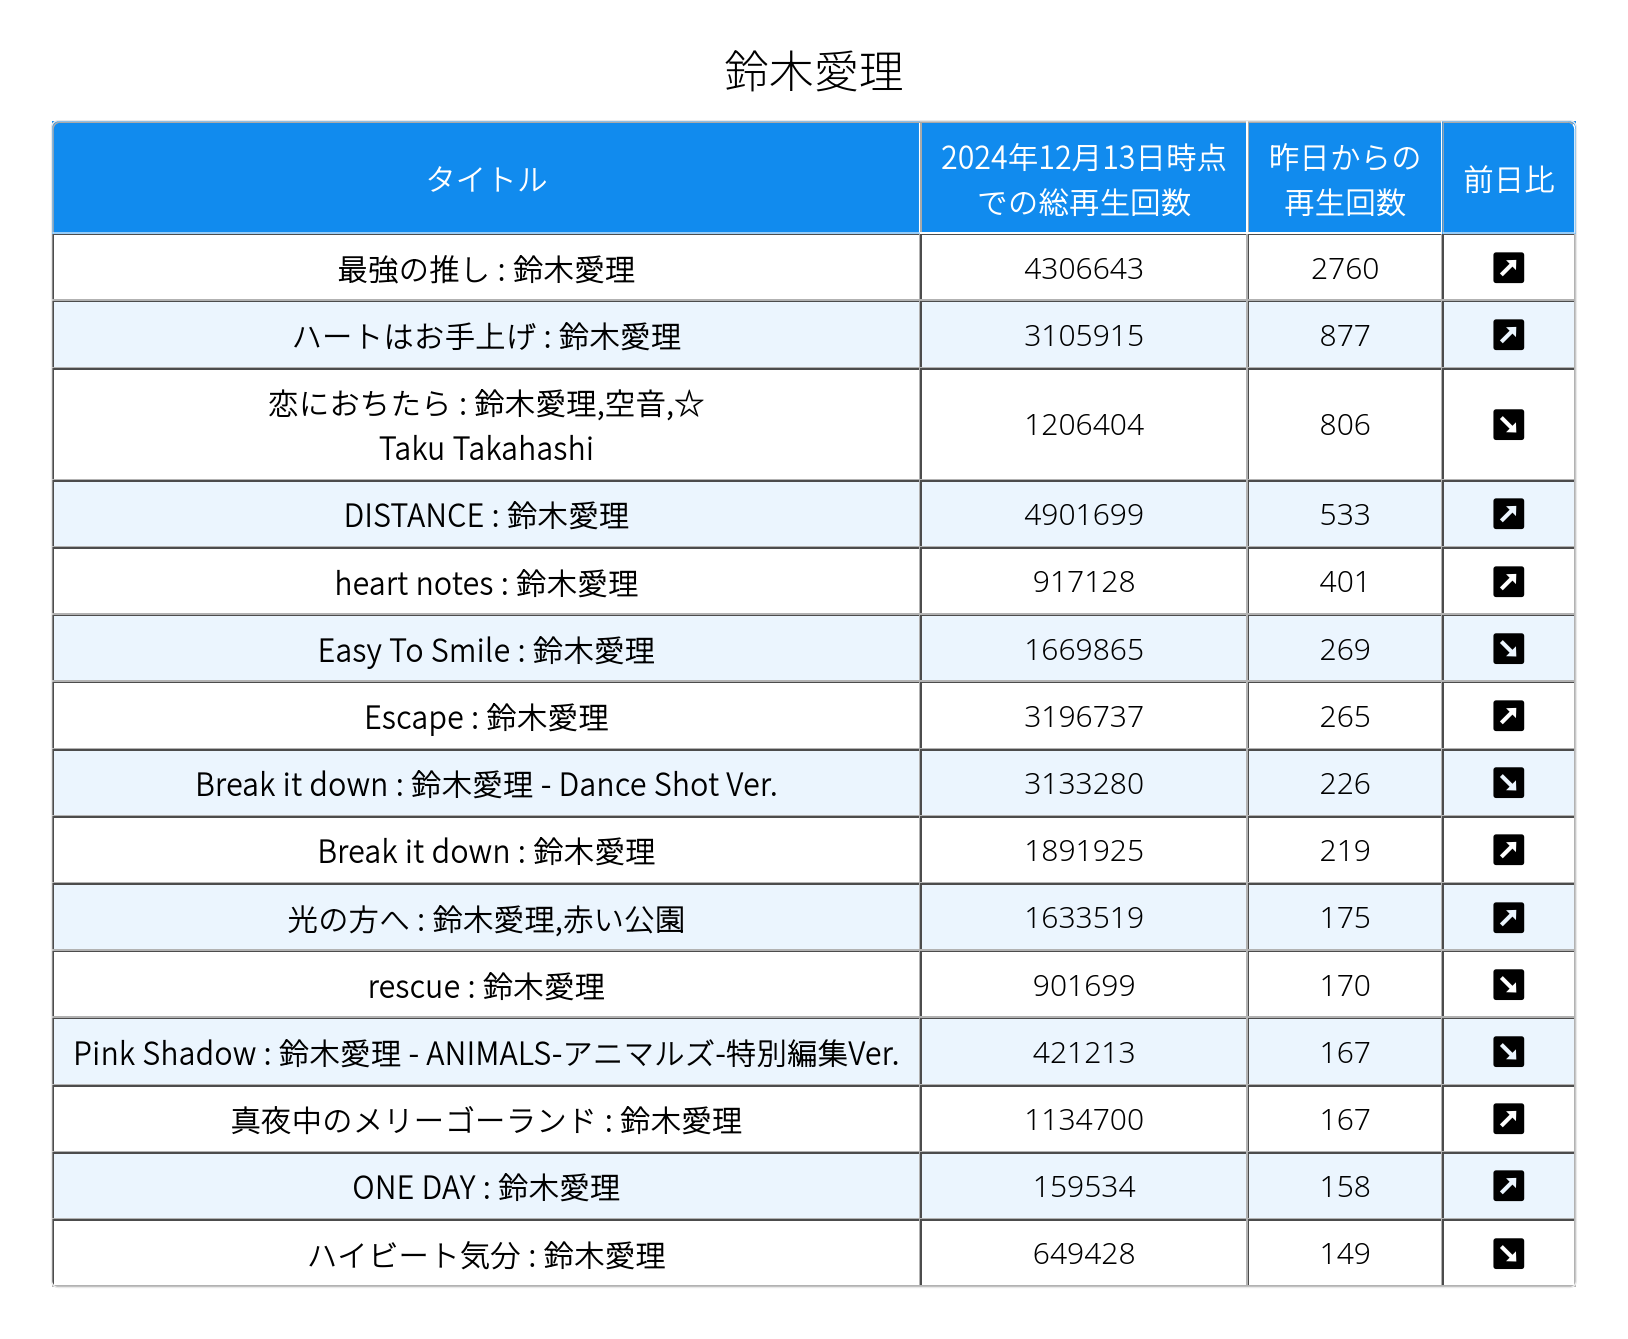 鈴木愛理
タイトル
2024年12月13日時点
での総再生回数
昨日からの
再生回数
前日比
最強の推し : 鈴木愛理 4306643 2760 ↗
ハートはお手上げ : 鈴木愛理 3105915 877 ↗
恋におちたら : 鈴木愛理,空音,☆
Taku Takahashi 1206404 806 ↘
DISTANCE : 鈴木愛理 4901699 533 ↗
heart notes : 鈴木愛理 917128 401 ↗
Easy To Smile : 鈴木愛理 1669865 269 ↘
Escape : 鈴木愛理 3196737 265 ↗
Break it down : 鈴木愛理 - Dance Shot Ver. 3133280 226 ↘
Break it down : 鈴木愛理 1891925 219 ↗
光の方へ : 鈴木愛理,赤い公園 1633519 175 ↗
rescue : 鈴木愛理 901699 170 ↘
Pink Shadow : 鈴木愛理 - ANIMALS-アニマルズ-特別編集Ver. 421213 167 ↘
真夜中のメリーゴーランド : 鈴木愛理 1134700 167 ↗
ONE DAY : 鈴木愛理 159534 158 ↗
ハイビート気分 : 鈴木愛理 649428 149 ↘